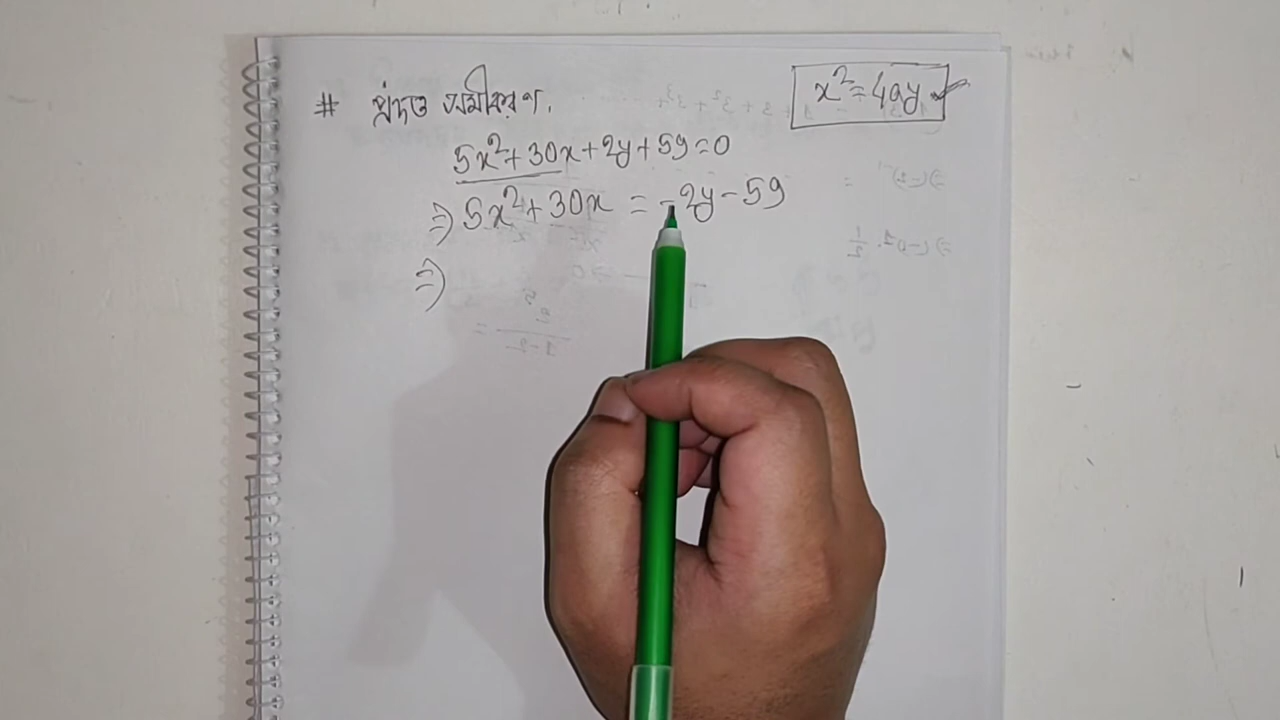 # প্রদত্ত সমীকরণ,
x² = 4ay
5x² + 30x + 2y + 59 = 0
⇒ 5x² + 30x = -2y - 59
⇒